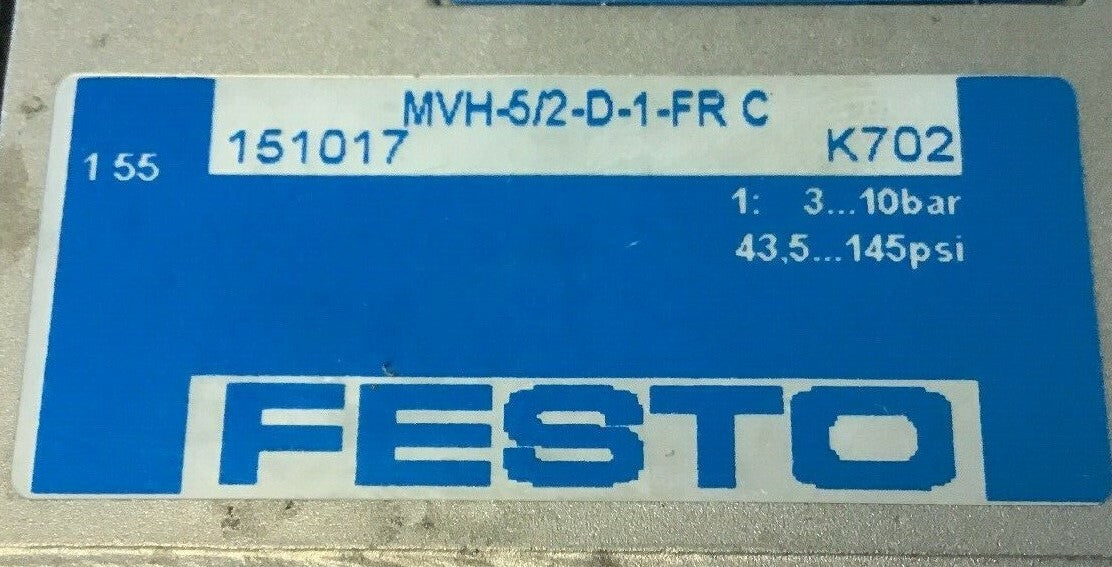 MVH-5/2-D-1-FR C
151017 K702
1 55
1: 3...10bar
43,5...145psi
FESTO